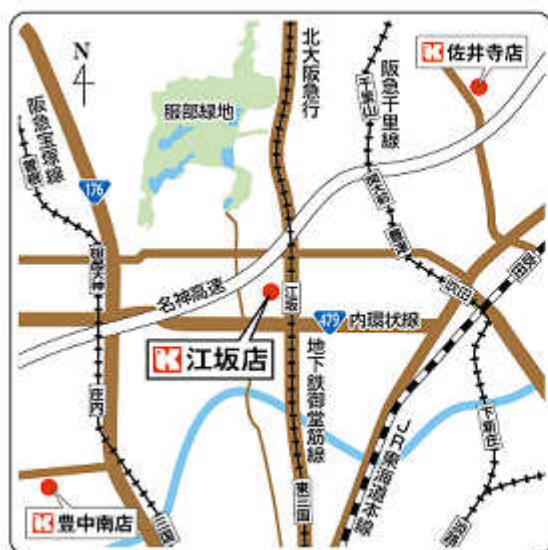 N
北大阪急行
K 佐井寺店
阪急千里線
千里山
服部緑地
阪急宝塚線
曽根
176
関大前
豊津
服部天神
名神高速
江坂
吹田
479
内環状線
K 江坂店
地下鉄御堂筋線
庄内
JR東海道本線
下新庄
東三国
K 豊中南店
三国